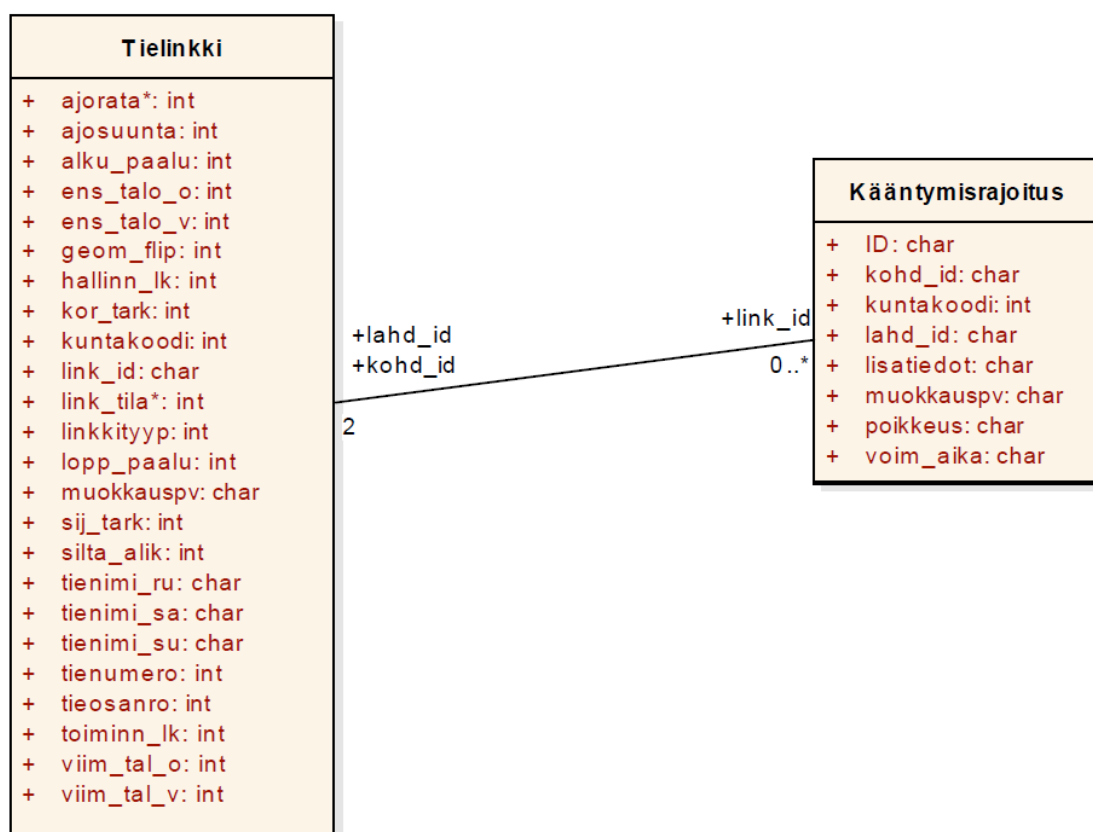 Tielinkki
+ ajorata*: int
+ ajosuunta: int
+ alku_paalu: int
+ ens_talo_o: int
+ ens_talo_v: int
+ geom_flip: int
+ hallinn_lk: int
+ kor_tark: int
+ kuntakoodi: int
+ link_id: char
+ link_tila*: int
+ linkkityyp: int
+ lopp_paalu: int
+ muokkauspv: char
+ sij_tark: int
+ silta_alik: int
+ tienimi_ru: char
+ tienimi_sa: char
+ tienimi_su: char
+ tienumero: int
+ tieosanro: int
+ toiminn_lk: int
+ viim_tal_o: int
+ viim_tal_v: int
+lahd_id
+kohd_id
2
+link_id
0..*
Kääntymisrajoitus
+ ID: char
+ kohd_id: char
+ kuntakoodi: int
+ lahd_id: char
+ lisatiedot: char
+ muokkauspv: char
+ poikkeus: char
+ voim_aika: char